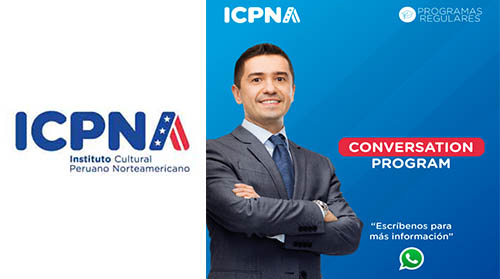 ICPNA
Instituto Cultural
Peruano Norteamericano
ICPNA
PROGRAMAS
REGULARES
CONVERSATION
PROGRAM
“Escríbenos para
más información”